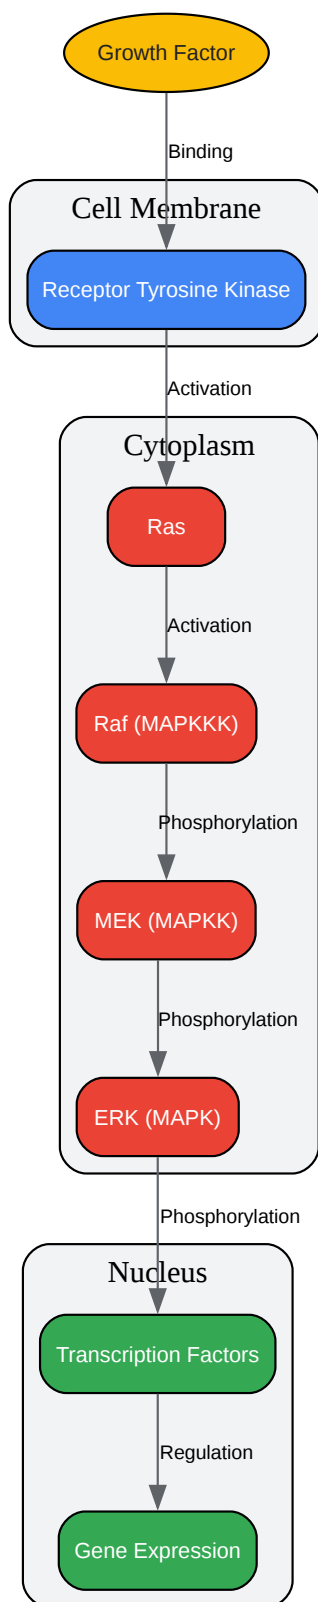 Growth Factor
Binding
Cell Membrane
Receptor Tyrosine Kinase
Activation
Cytoplasm
Ras
Activation
Raf (MAPKKK)
Phosphorylation
MEK (MAPKK)
Phosphorylation
ERK (MAPK)
Phosphorylation
Nucleus
Transcription Factors
Regulation
Gene Expression